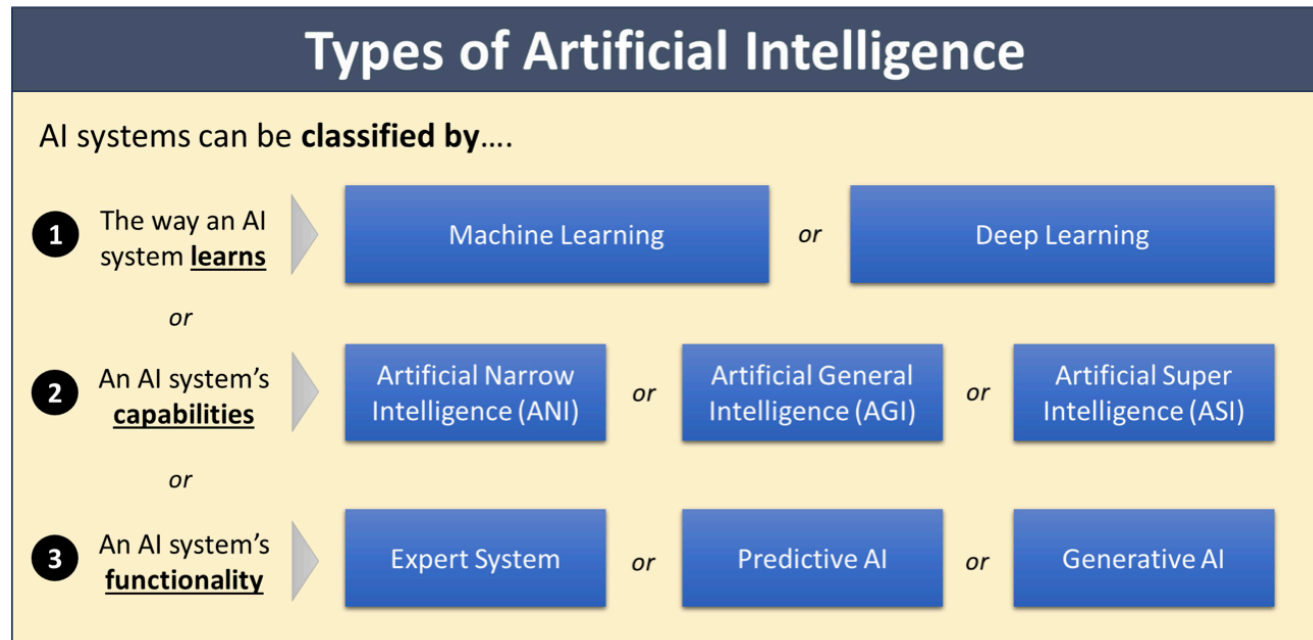 Types of Artificial Intelligence
AI systems can be classified by....
1
The way an AI
system learns
Machine Learning
or
Deep Learning
or
2
An AI system's
capabilities
Artificial Narrow
Intelligence (ANI)
or
Artificial General
Intelligence (AGI)
or
Artificial Super
Intelligence (ASI)
or
3
An AI system's
functionality
Expert System
or
Predictive AI
or
Generative AI